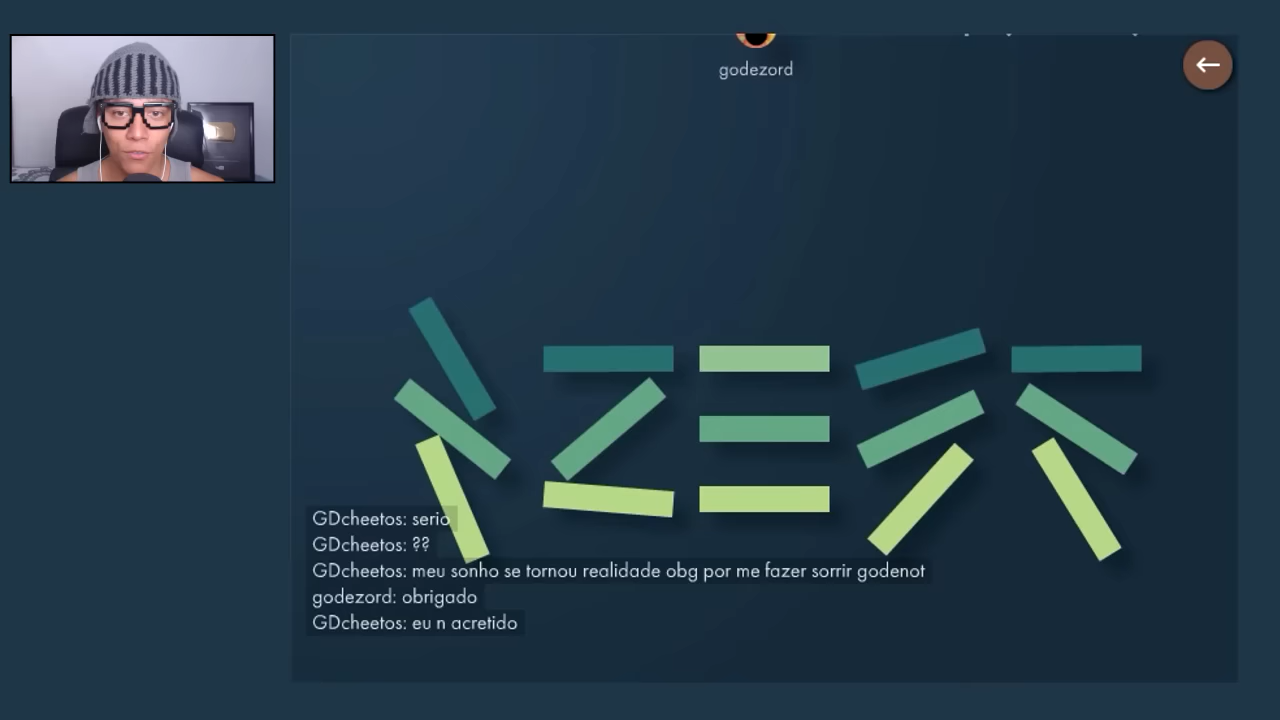 godezord
GDcheetos: serio
GDcheetos: ??
GDcheetos: meu sonho se tornou realidade obg por me fazer sorrir godenot
godezord: obrigado
GDcheetos: eu n acretido